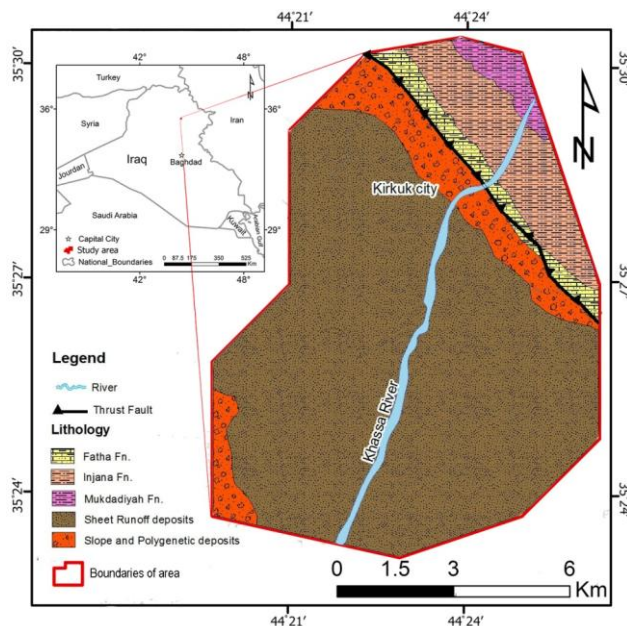 44°21'
44°24'
35°30'
35°30'
42°
48°
Turkey
36°
36°
Syria
Iran
Iraq
Baghdad
Jourdan
Saudi Arabia
Kuwait
Arabian Gulf
29°
29°
Capital City
Study area
National_Boundaries
0 87.5 175 350 525
Km
42°
48°
N
Kirkuk city
35°27'
35°27'
Khassa River
Legend
River
Thrust Fault
Lithology
Fatha Fn.
Injana Fn.
Mukdadiyah Fn.
Sheet Runoff deposits
Slope and Polygenetic deposits
Boundaries of area
35°24'
35°24'
0 1.5 3 6
Km
44°21'
44°24'